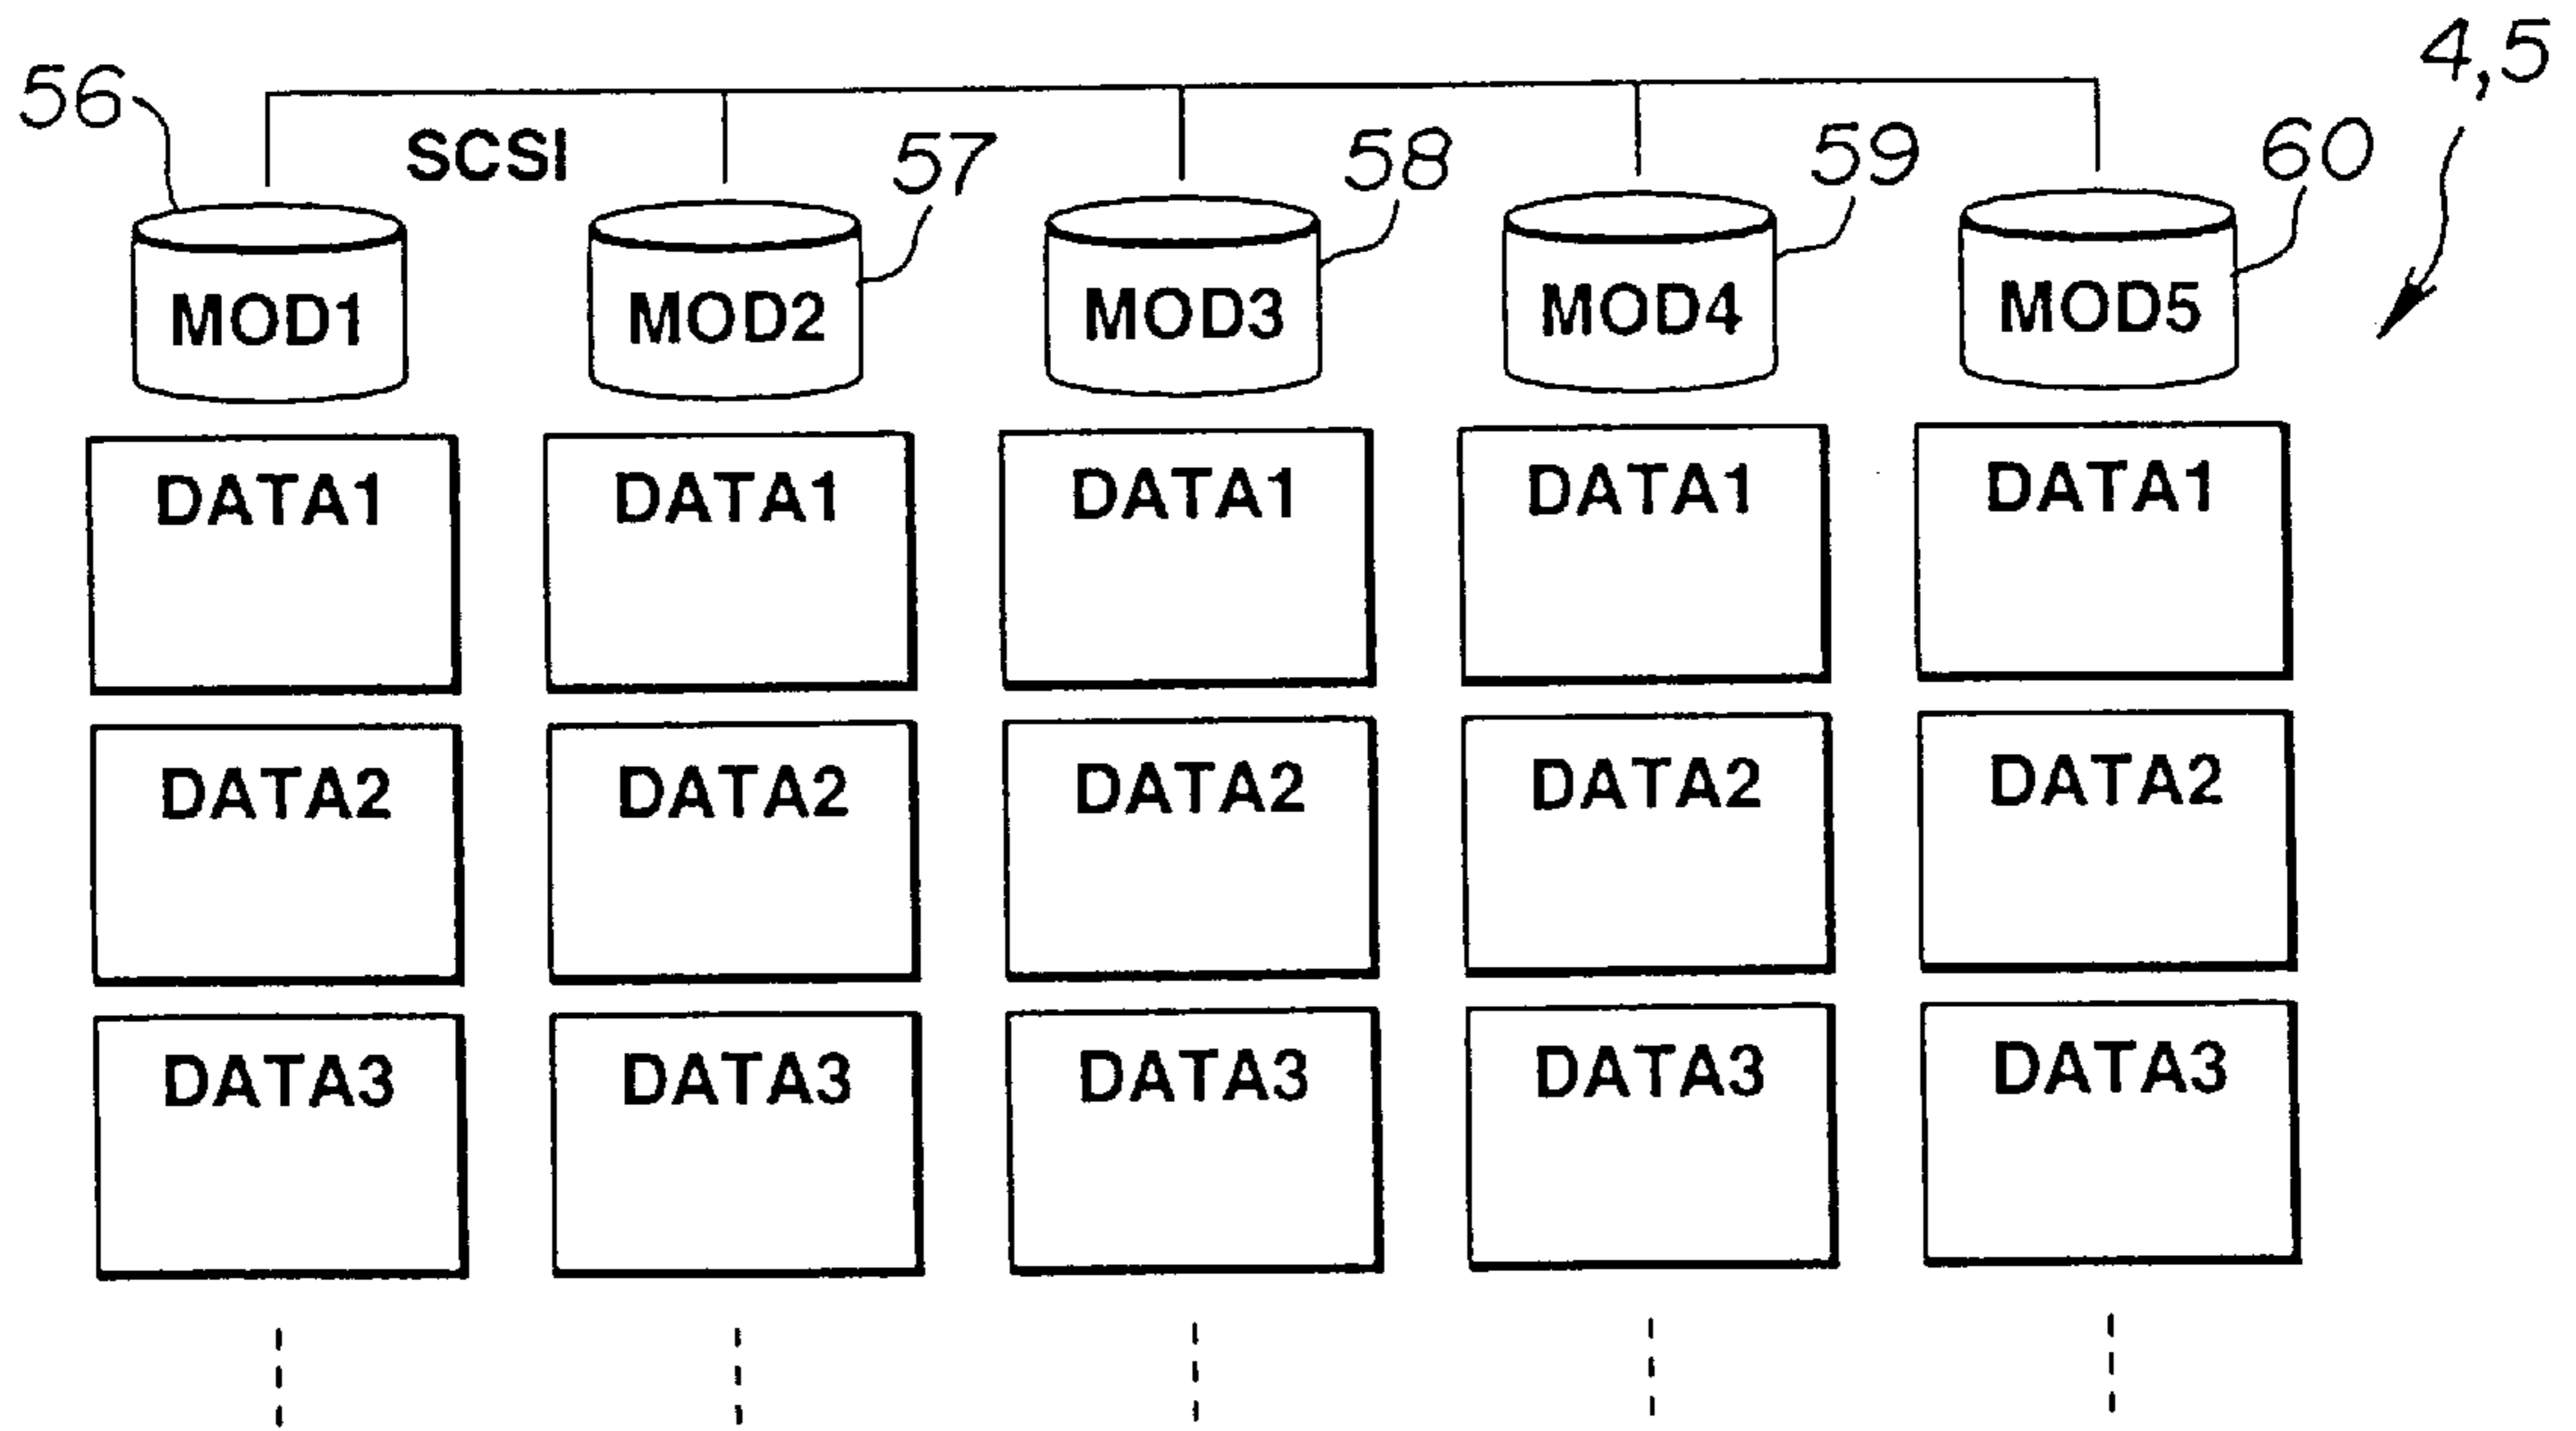 4,5
56 SCSI 57 58 59 60
MOD1 MOD2 MOD3 MOD4 MOD5
DATA1 DATA1 DATA1 DATA1 DATA1
DATA2 DATA2 DATA2 DATA2 DATA2
DATA3 DATA3 DATA3 DATA3 DATA3